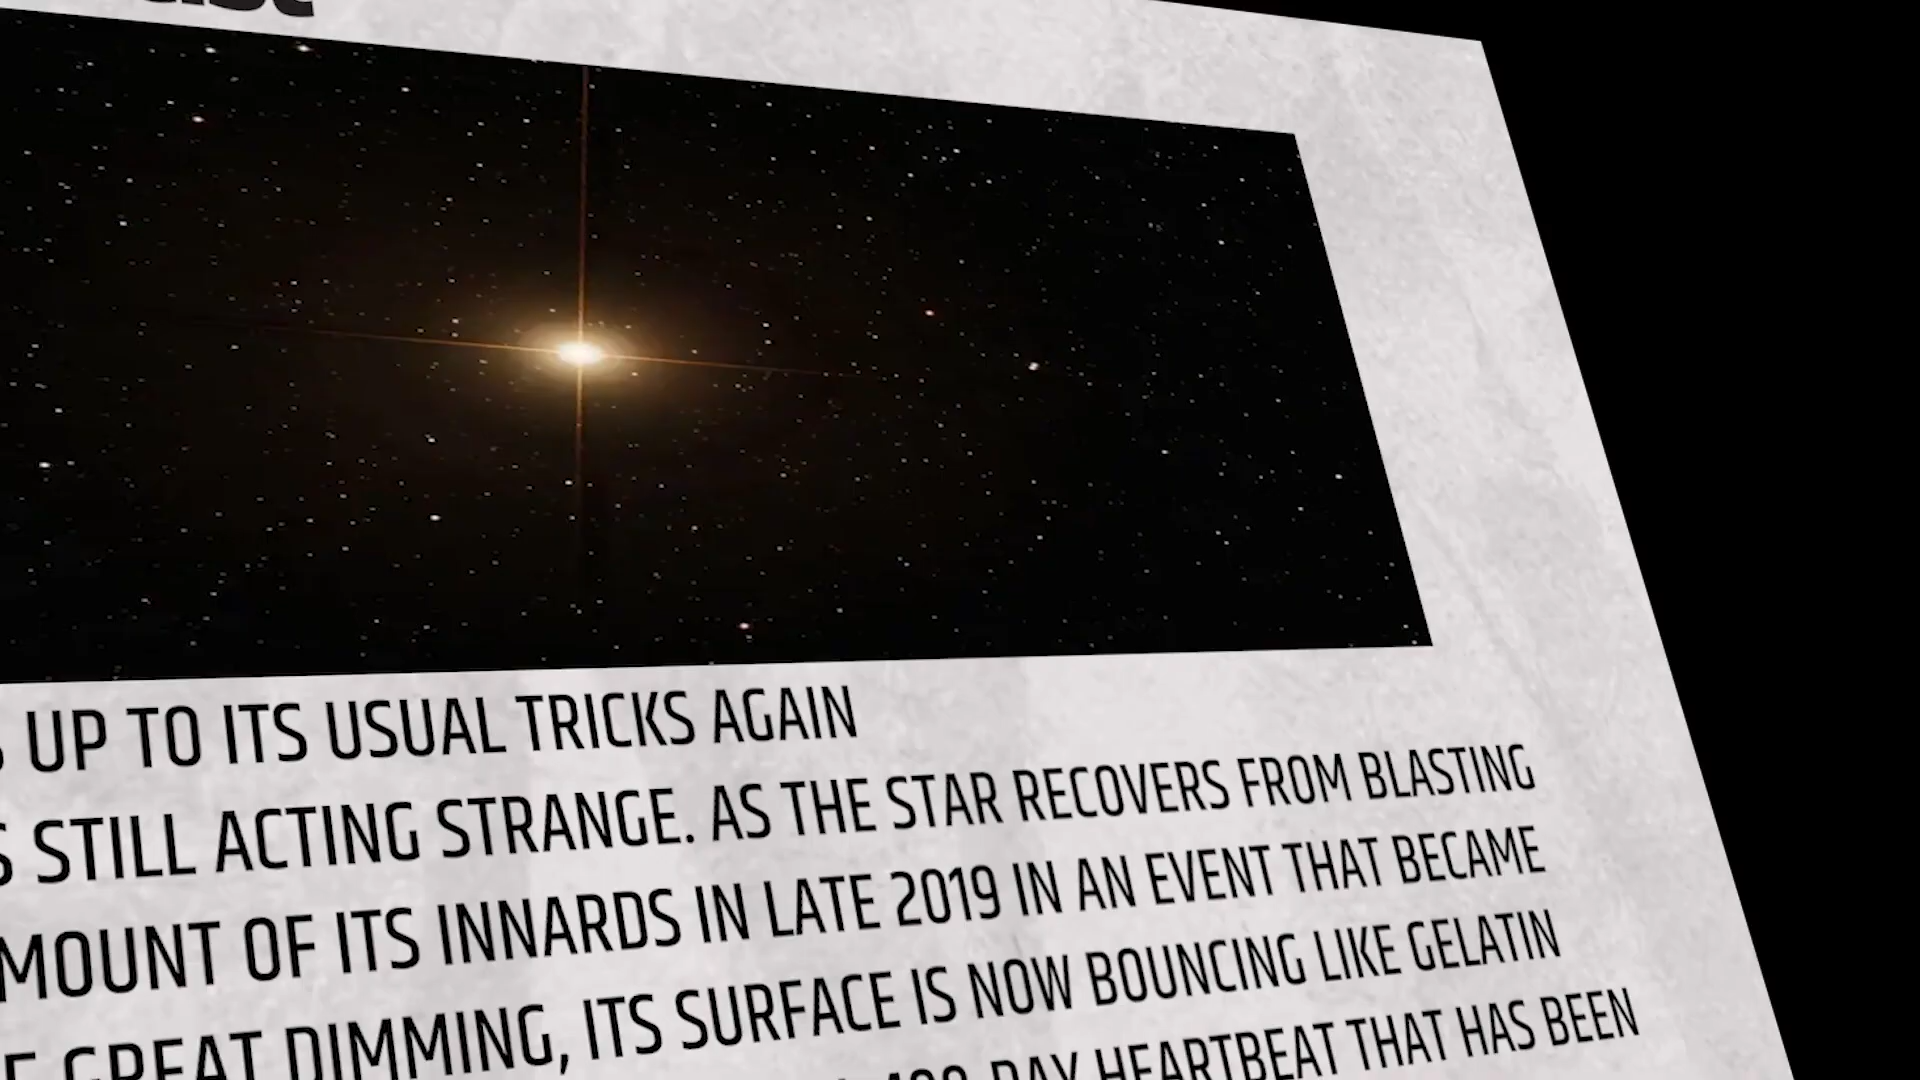 UP TO ITS USUAL TRICKS AGAIN
STILL ACTING STRANGE. AS THE STAR RECOVERS FROM BLASTING
OF ITS INNARDS IN LATE 2019 IN AN EVENT THAT BECAME
GREAT DIMMING, ITS SURFACE IS NOW BOUNCING LIKE GELATIN
HEARTBEAT THAT HAS BEEN